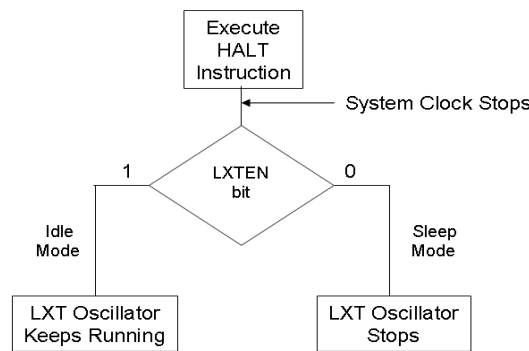 Execute
HALT
Instruction
System Clock Stops
LXTEN
bit
1
0
Idle
Mode
Sleep
Mode
LXT Oscillator
Keeps Running
LXT Oscillator
Stops